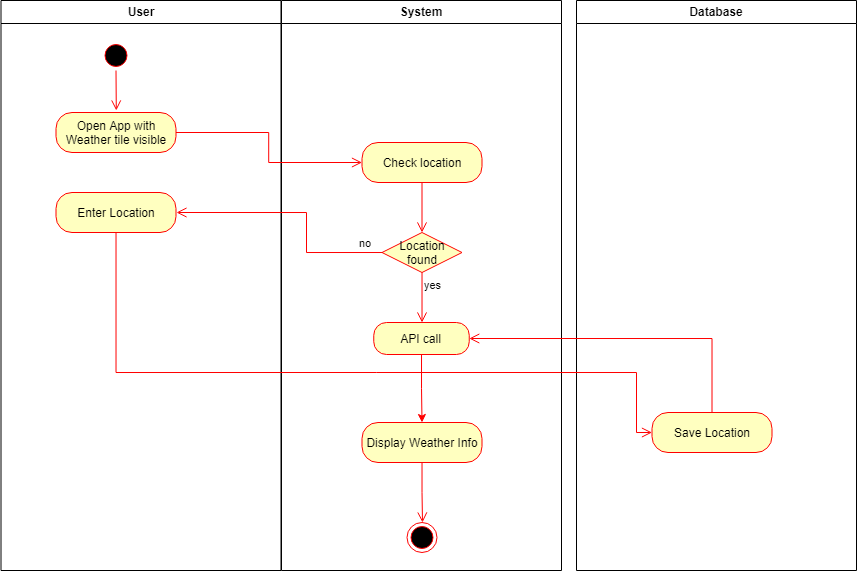 User
System
Database
Open App with
Weather tile visible
Check location
Enter Location
no
Location
found
yes
API call
Save Location
Display Weather Info